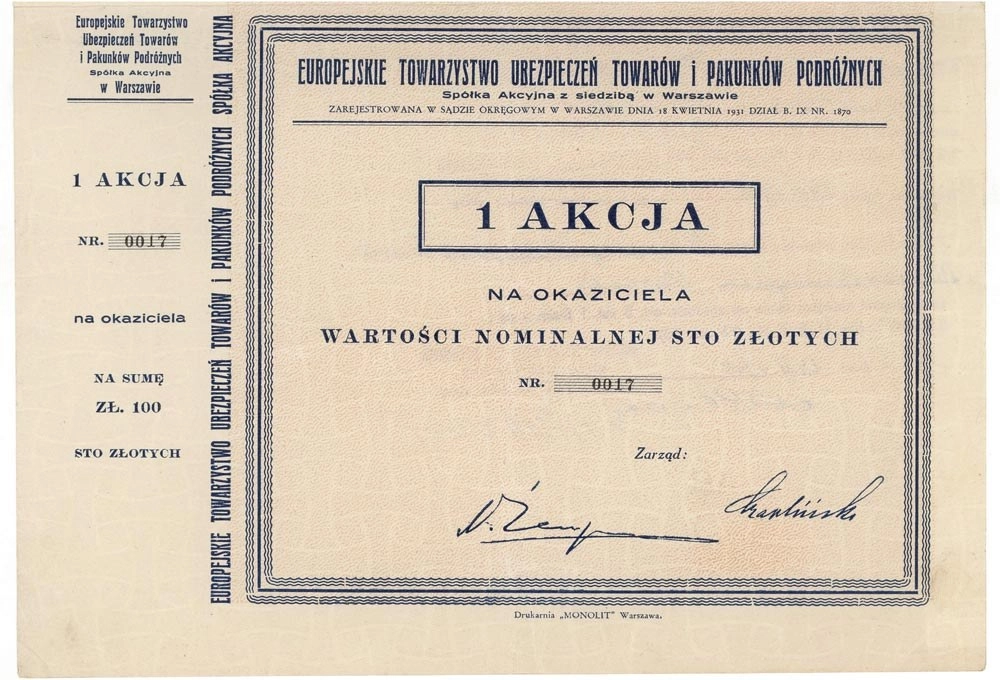 Europejskie Towarzystwo
Ubezpieczeń Towarów
i Pakunków Podróżnych
Spółka Akcyjna
w Warszawie
1 AKCJA
NR. 0017
na okaziciela
NA SUMĘ
ZŁ. 100
STO ZŁOTYCH
EUROPEJSKIE TOWARZYSTWO UBEZPIECZEŃ TOWARÓW i PAKUNKÓW PODRÓŻNYCH SPÓŁKA AKCYJNA
EUROPEJSKIE TOWARZYSTWO UBEZPIECZEŃ TOWARÓW i PAKUNKÓW PODRÓŻNYCH
Spółka Akcyjna z siedzibą w Warszawie
ZAREJESTROWANA W SĄDZIE OKRĘGOWYM W WARSZAWIE DNIA 18 KWIETNIA 1931 DZIAŁ B. IX NR. 1870
1 AKCJA
NA OKAZICIELA
WARTOŚCI NOMINALNEJ STO ZŁOTYCH
NR. 0017
Zarząd:
Drukarnia „MONOLIT" Warszawa.